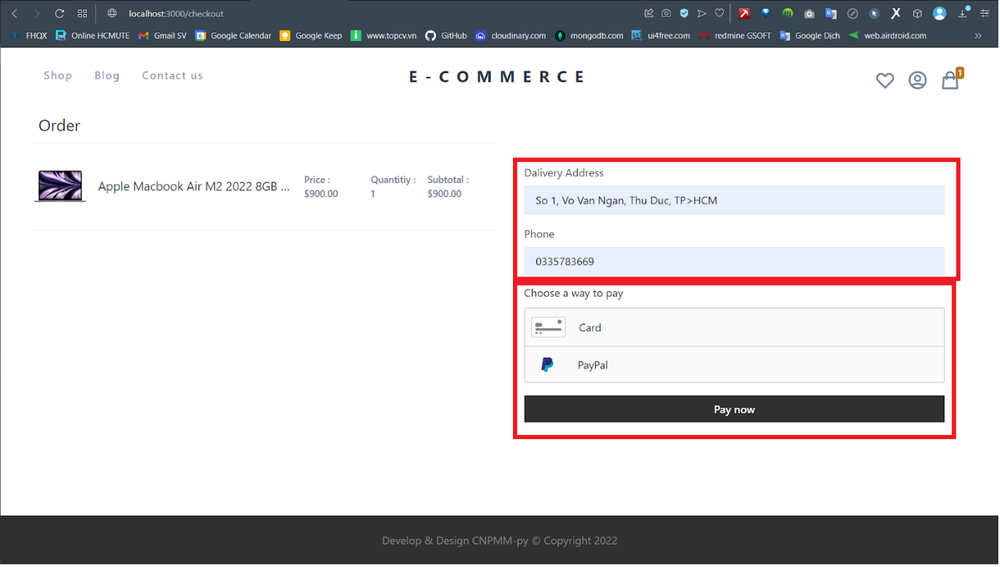 localhost:3000/checkout
FHQX Online HCMUTE Gmail SV Google Calendar Google Keep www.topcv.vn GitHub cloudinary.com mongodb.com ui4free.com redmine GSOFT Google Dịch web.airdroid.com
Shop Blog Contact us
E-COMMERCE
1
Order
Apple Macbook Air M2 2022 8GB ...
Price :
$900.00
Quantitiy :
1
Subtotal :
$900.00
Dalivery Address
So 1, Vo Van Ngan, Thu Duc, TP>HCM
Phone
0335783669
Choose a way to pay
Card
PayPal
Pay now
Develop & Design CNPMM-py © Copyright 2022